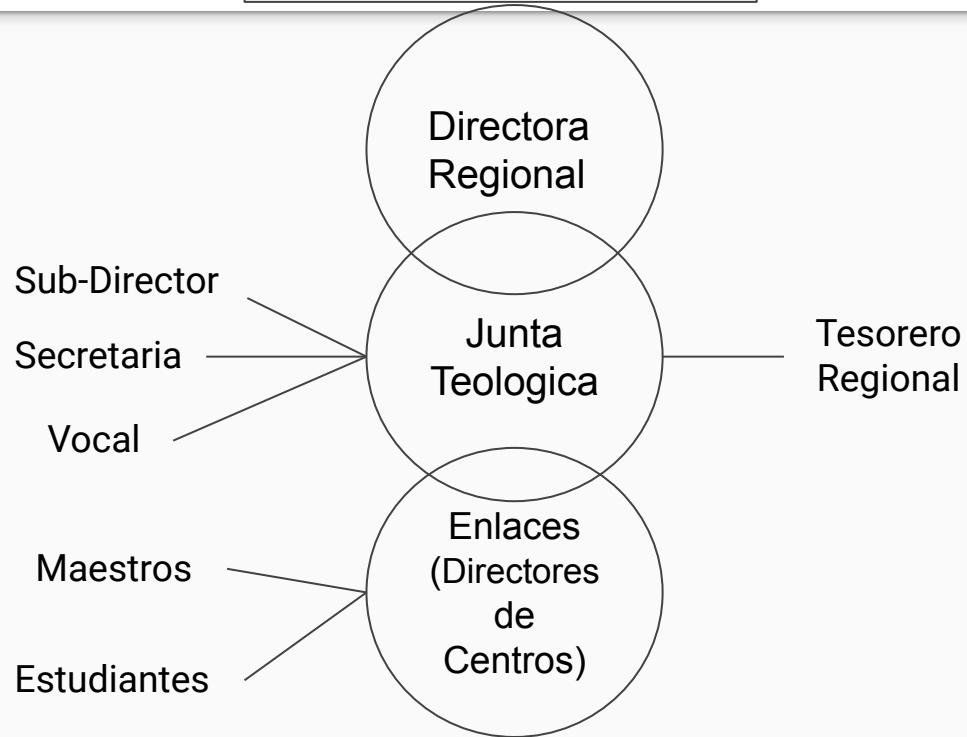 Directora
Regional
Sub-Director
Secretaria
Vocal
Junta
Teologica
Tesorero
Regional
Maestros
Estudiantes
Enlaces
(Directores
de
Centros)